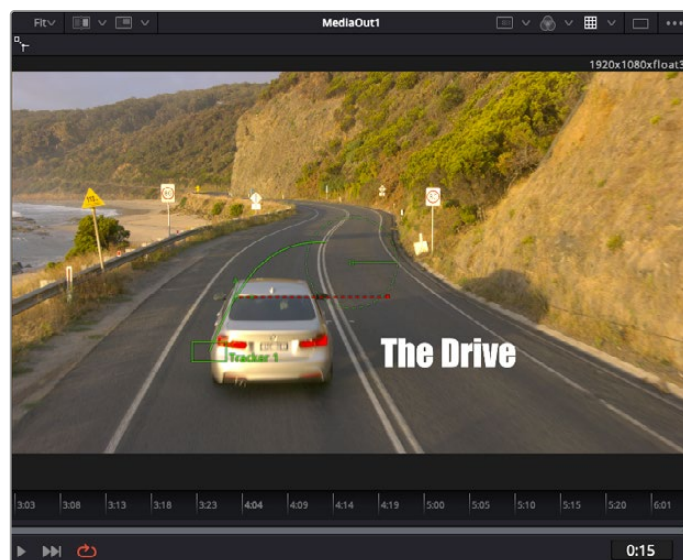 Fit
MediaOut1
1920x1080xfloat3
Tracker 1
The Drive
3:03 3:08 3:13 3:18 3:23 4:04 4:09 4:14 4:19 5:00 5:05 5:10 5:15 5:20 6:01
0:15